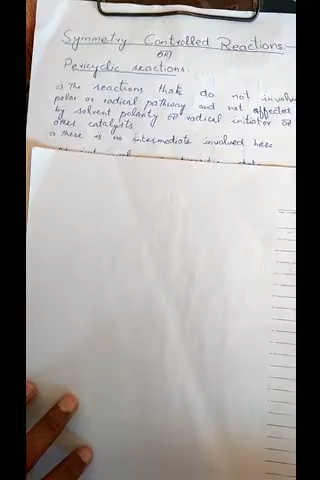 Symmetry Controlled Reactions
or
Pericyclic reactions.
⇒ The reactions that do not involve
polar or radical pathway and not affected
by solvent polarity or radical initiator or
other catalysts
⇒ There is no intermediate involved here